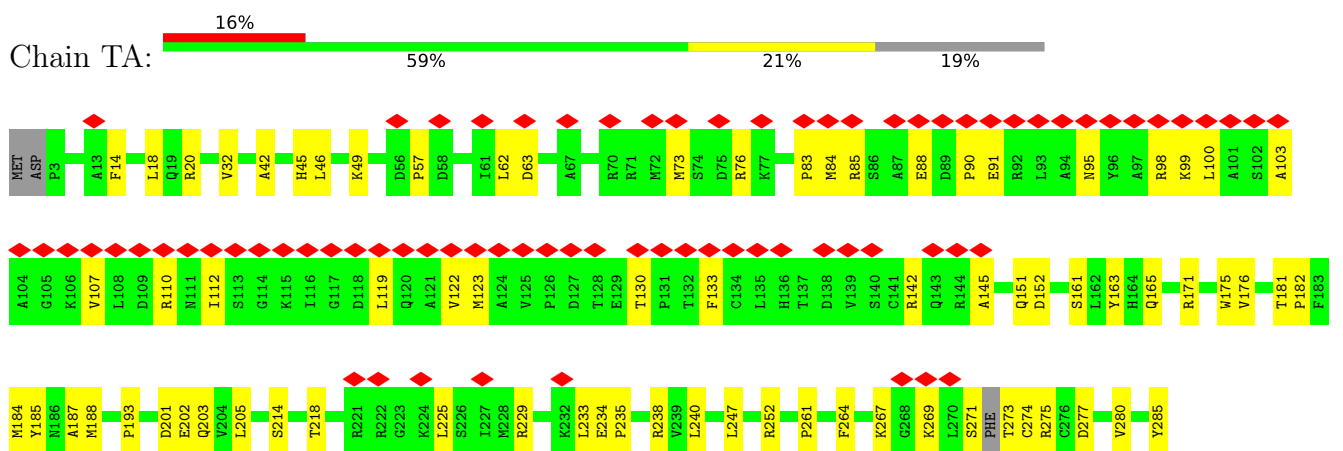 16%
Chain TA:
59% 21% 19%
MET ASP P3 A13 F14 L18 Q19 R20 V32 A42 H45 L46 K49 D56 P57 D58 I61 L62 D63 A67 R70 R71 M72 M73 S74 D75 R76 K77 P83 M84 R85 S86 A87 E88 D89 P90 E91 R92 L93 A94 N95 Y96 A97 R98 K99 L100 A101 S102 A103
A104 G105 K106 V107 L108 D109 R110 N111 I112 S113 G114 K115 I116 G117 D118 L119 Q120 A121 V122 M123 A124 V125 P126 D127 T128 E129 T130 P131 T132 F133 C134 L135 H136 T137 D138 V139 S140 C141 R142 Q143 R144 A145 Q151 D152 S161 L162 Y163 H164 Q165 R171 W175 V176 T181 P182 F183
M184 Y185 N186 A187 M188 P193 D201 E202 Q203 V204 L205 S214 T218 R221 R222 G223 K224 L225 S226 I227 M228 R229 K232 L233 E234 P235 R238 V239 L240 L247 R252 P261 F264 K267 G268 K269 L270 S271 PHE T273 C274 R275 C276 D277 V280 Y285